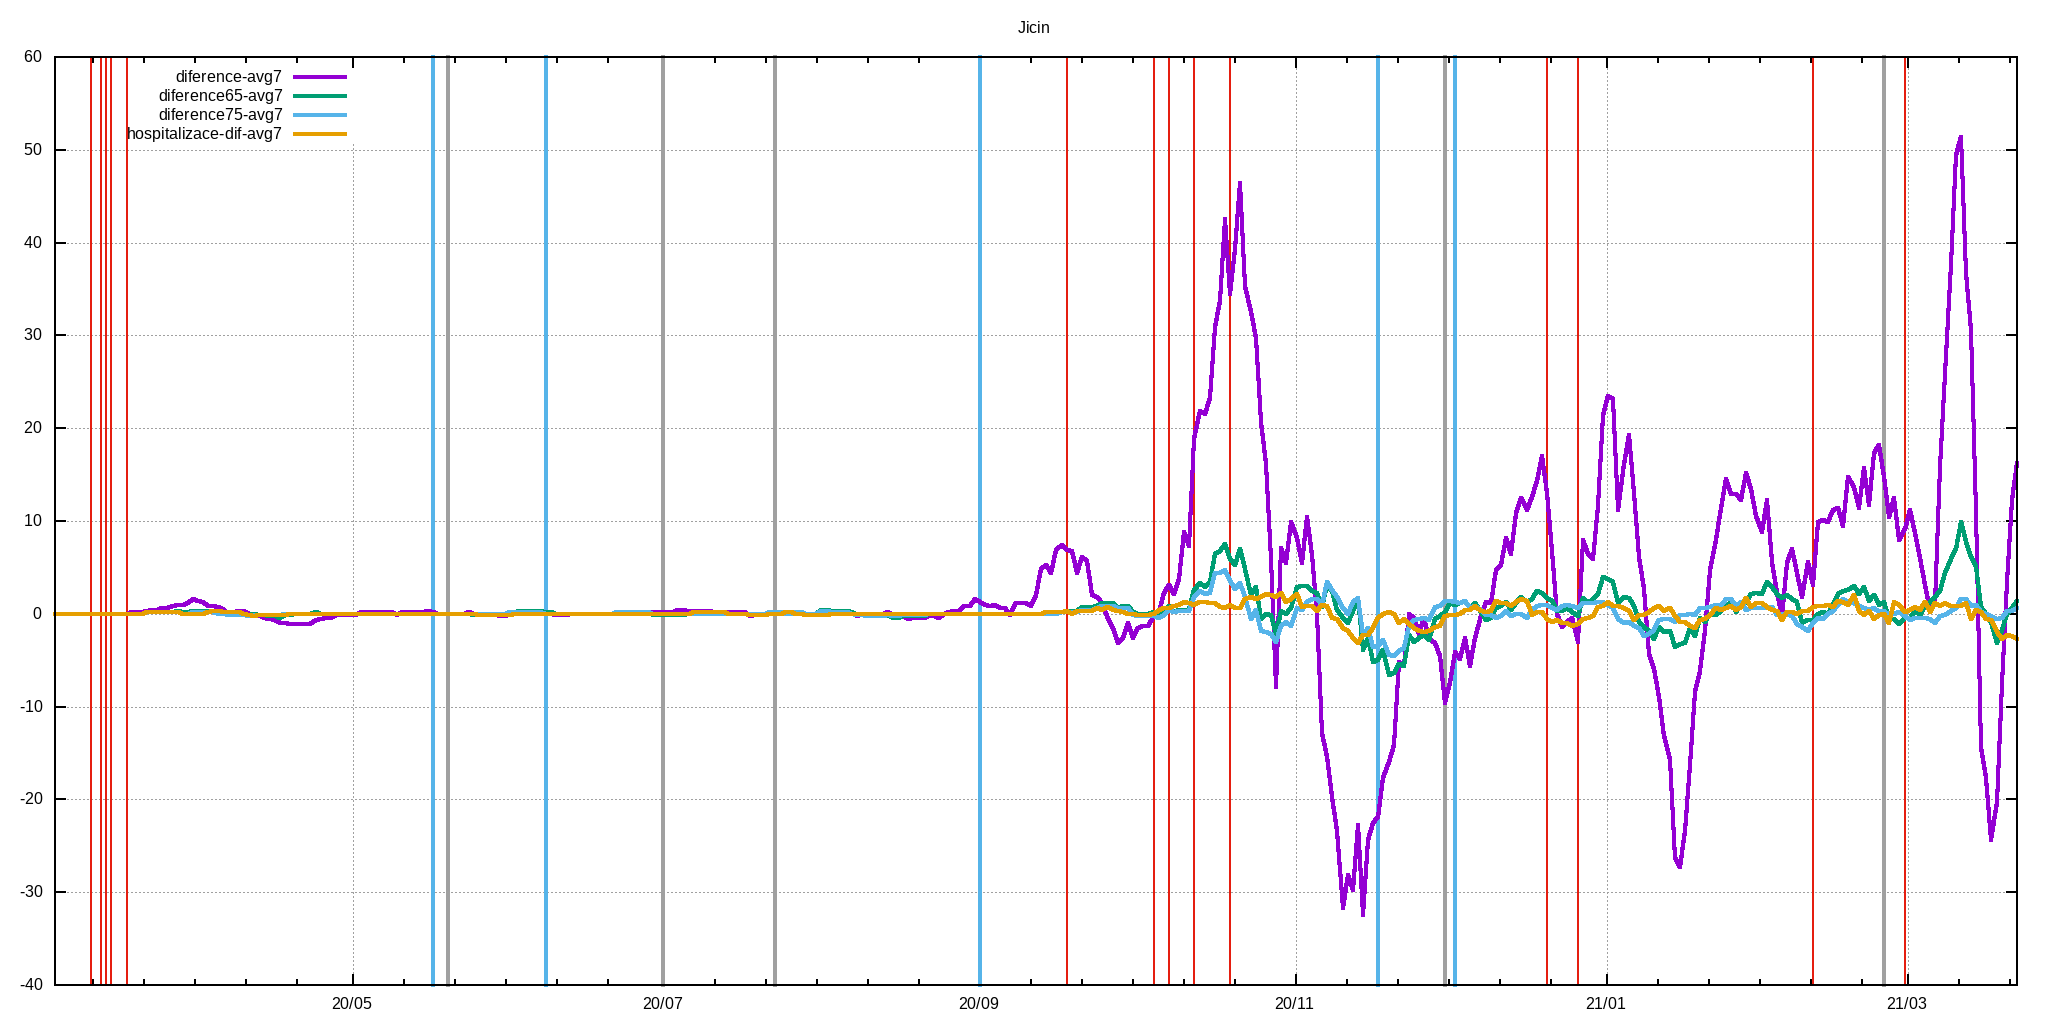 Jicin
60
diference-avg7
diference65-avg7
diference75-avg7
hospitalizace-dif-avg7
50
40
30
20
10
0
-10
-20
-30
-40
20/05 20/07 20/09 20/11 21/01 21/03